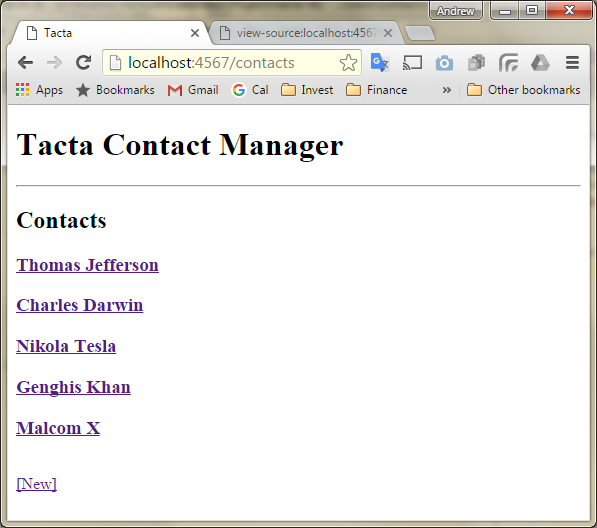 Andrew
Tacta
view-source:localhost:4567
localhost:4567/contacts
Apps Bookmarks Gmail Cal Invest Finance » Other bookmarks
Tacta Contact Manager
Contacts
Thomas Jefferson
Charles Darwin
Nikola Tesla
Genghis Khan
Malcom X
[New]